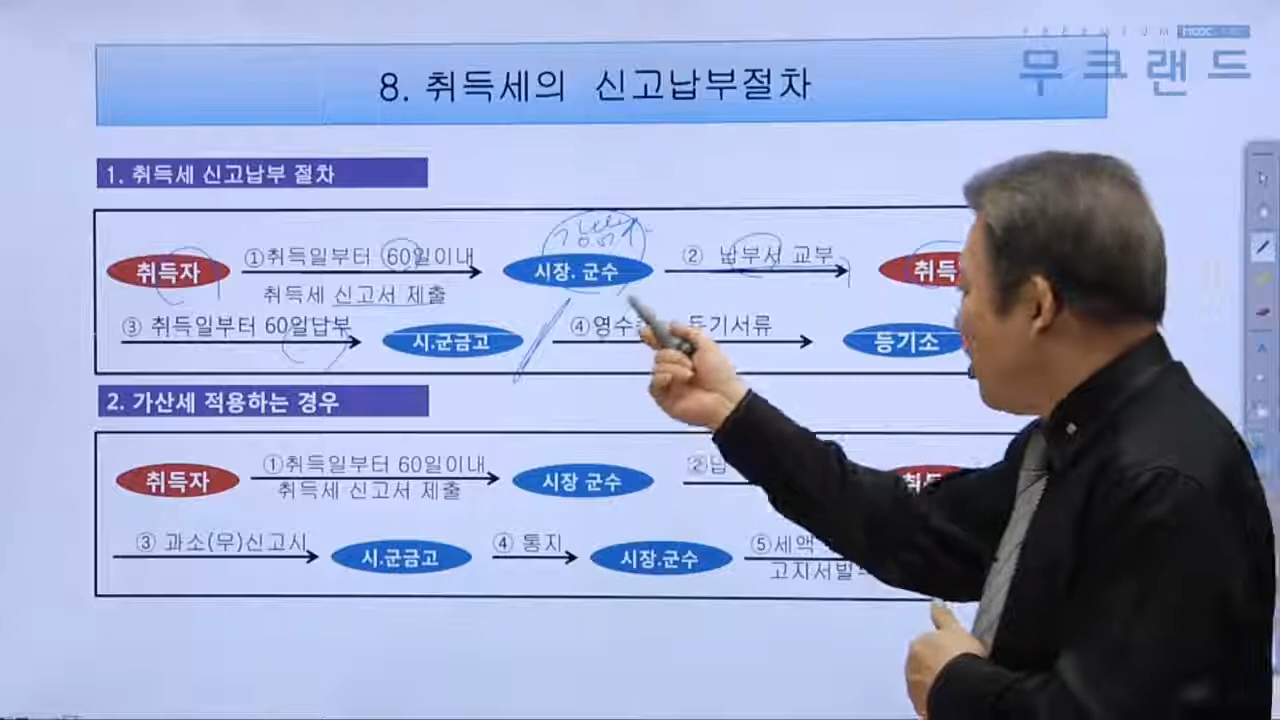 PREMIUM MOOC
무크랜드
8. 취득세의 신고납부절차
1. 취득세 신고납부 절차
취득자 ①취득일부터 60일이내 시장. 군수 ② 납부서 교부
취득세 신고서 제출
③ 취득일부터 60일납부 시.군금고 등기서류 등기소
2. 가산세 적용하는 경우
취득자 ①취득일부터 60일이내 시장 군수
취득세 신고서 제출
③ 과소(무)신고시 시.군금고 ④ 통지 시장.군수 ⑤세액